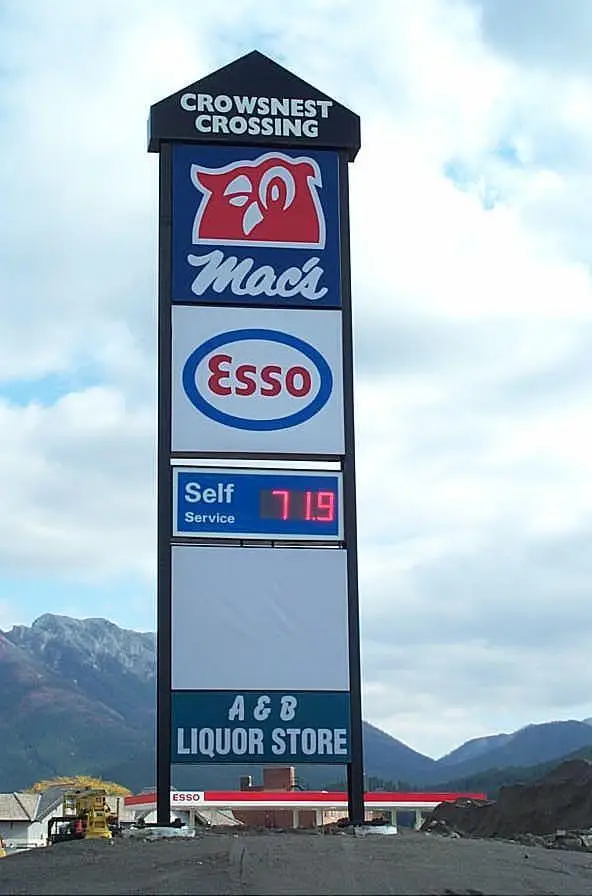 CROWSNEST
CROSSING
Mac's
Esso
Self
Service
71.9
A & B
LIQUOR STORE
ESSO